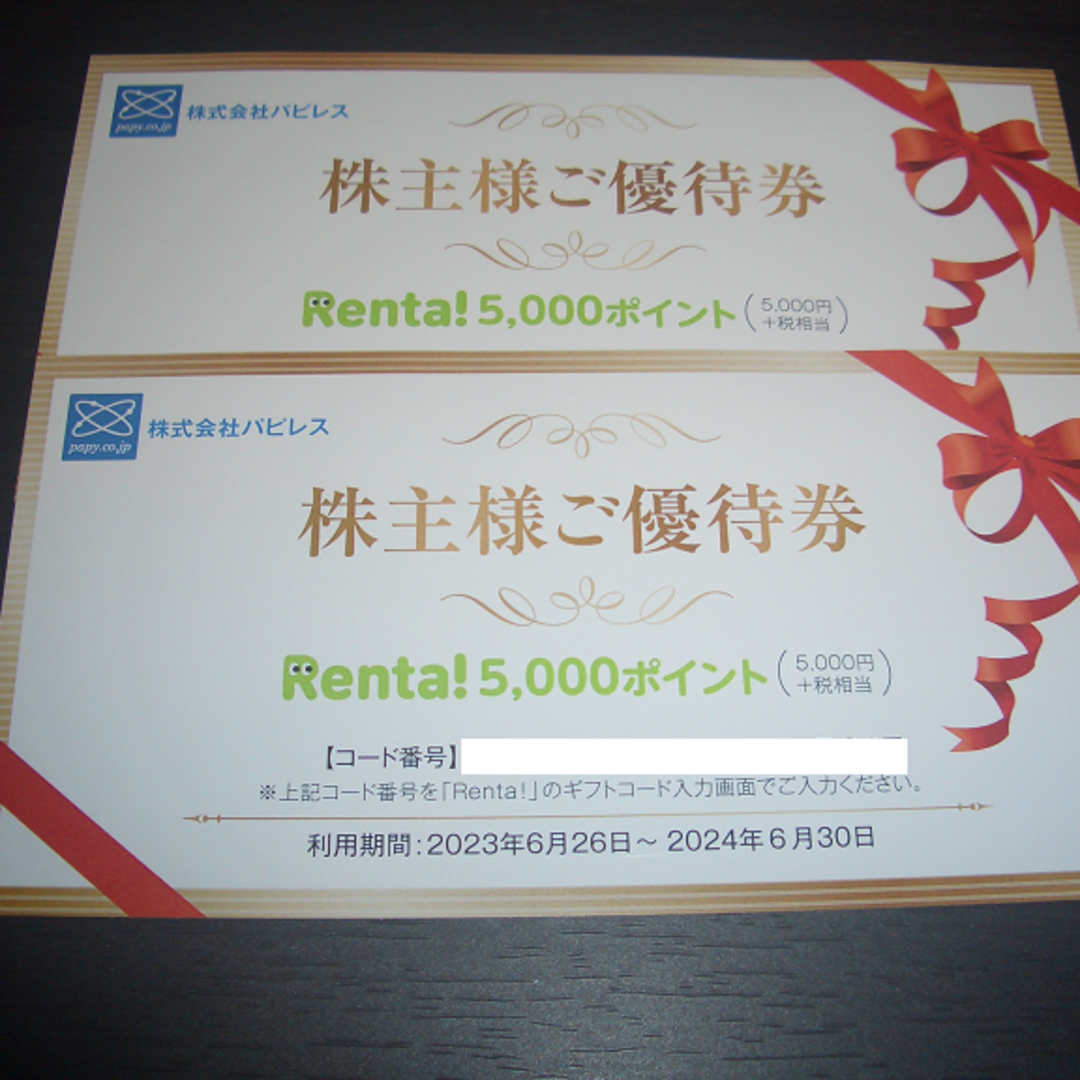 papy.co.jp
株式会社パピレス
株主様ご優待券
Renta! 5,000ポイント (5,000円
+税相当)
papy.co.jp
株式会社パピレス
株主様ご優待券
Renta! 5,000ポイント (5,000円
+税相当)
【コード番号】
※上記コード番号を「Renta!」のギフトコード入力画面でご入力ください。
利用期間:2023年6月26日～ 2024年6月30日